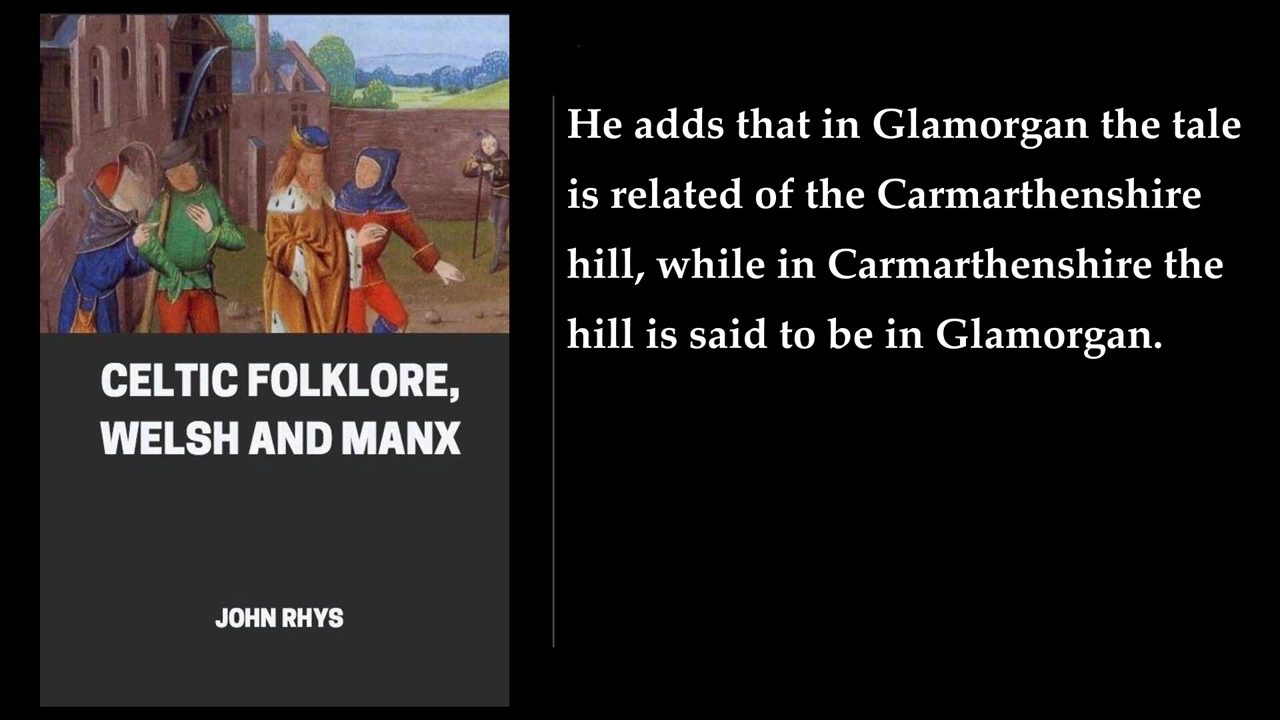 CELTIC FOLKLORE,
WELSH AND MANX
JOHN RHYS
He adds that in Glamorgan the tale
is related of the Carmarthenshire
hill, while in Carmarthenshire the
hill is said to be in Glamorgan.